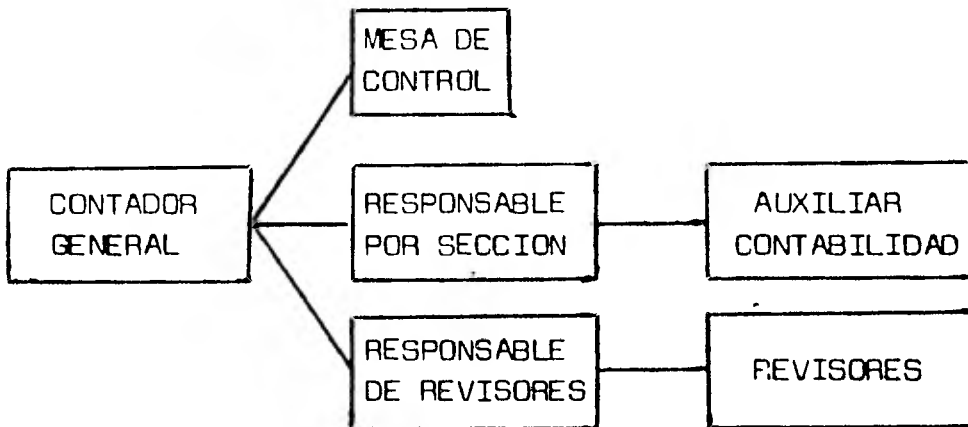 MESA DE
CONTROL
CONTADOR
GENERAL
RESPONSABLE
POR SECCION
AUXILIAR
CONTABILIDAD
RESPONSABLE
DE REVISORES
REVISORES